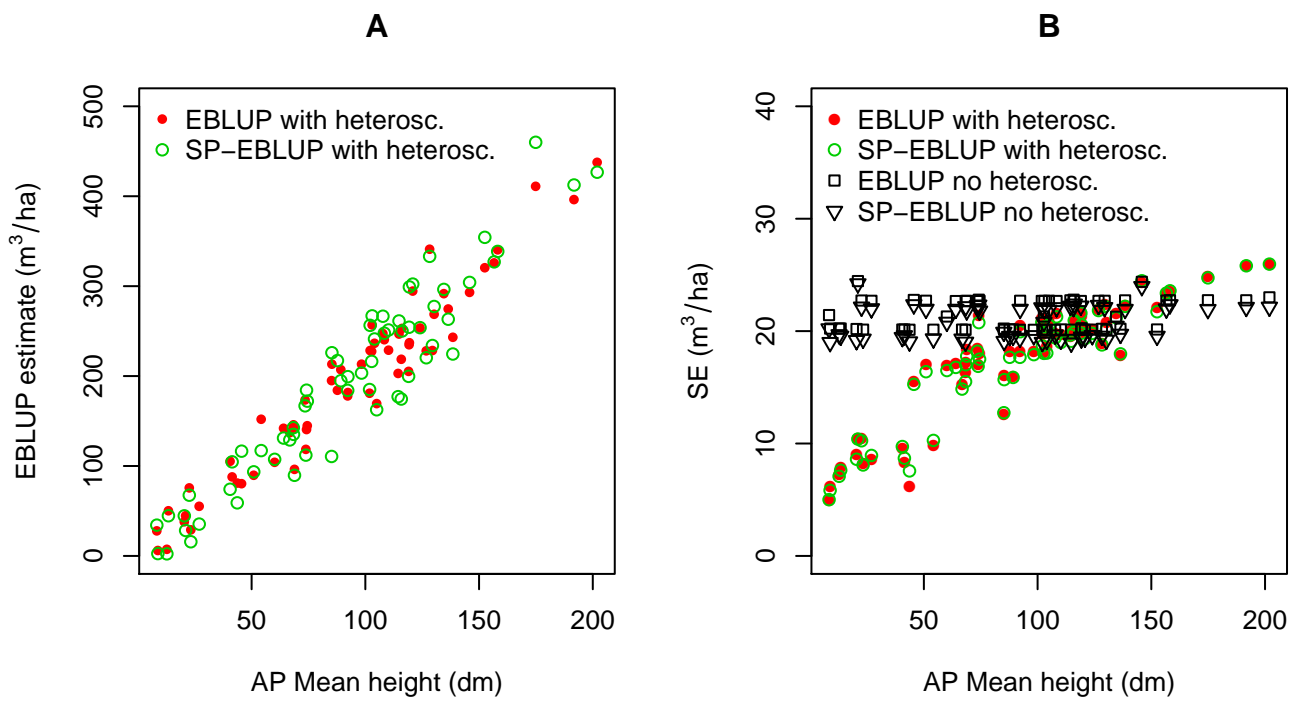 A
EBLUP estimate (m³/ha)
500
400
300
200
100
0
EBLUP with heterosc.
SP−EBLUP with heterosc.
50 100 150 200
AP Mean height (dm)
B
SE (m³/ha)
40
30
20
10
0
EBLUP with heterosc.
SP−EBLUP with heterosc.
EBLUP no heterosc.
SP−EBLUP no heterosc.
50 100 150 200
AP Mean height (dm)